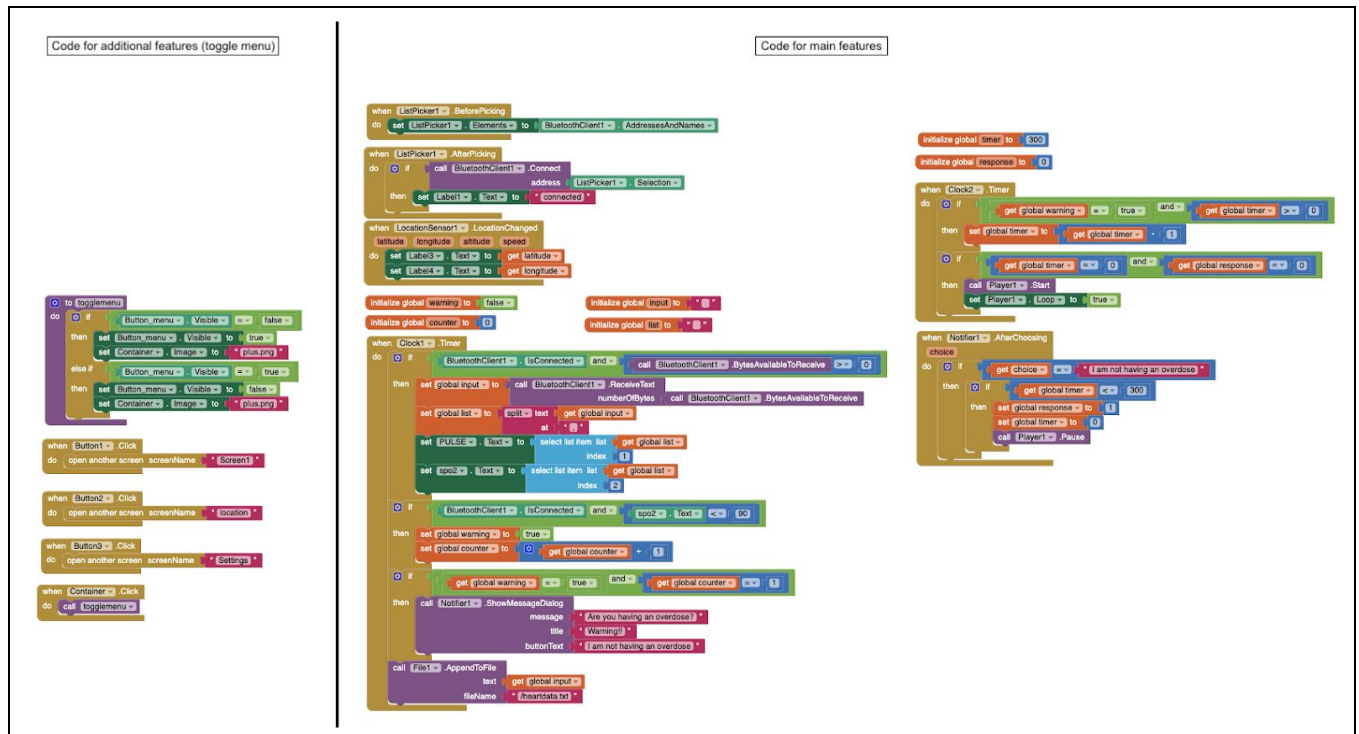 Code for additional features (toggle menu)
to togglemenu
do if Button_menu . Visible = false
then set Button_menu . Visible to true
set Container . Image to " plus.png "
else if Button_menu . Visible = true
then set Button_menu . Visible to false
set Container . Image to " plus.png "
when Button1 .Click
do open another screen screenName " Screen1 "
when Button2 .Click
do open another screen screenName " location "
when Button3 .Click
do open another screen screenName " Settings "
when Container .Click
do call togglemenu
Code for main features
when ListPicker1 .BeforePicking
do set ListPicker1 . Elements to BluetoothClient1 . AddressesAndNames
when ListPicker1 .AfterPicking
do if call BluetoothClient1 .Connect
address ListPicker1 . Selection
then set Label1 . Text to " connected "
when LocationSensor1 .LocationChanged
latitude longitude altitude speed
do set Label3 . Text to get latitude
set Label4 . Text to get longitude
initialize global warning to false
initialize global input to " "
initialize global counter to 0
initialize global list to " "
when Clock1 .Timer
do if BluetoothClient1 . IsConnected and call BluetoothClient1 .BytesAvailableToReceive > 0
then set global input to call BluetoothClient1 .ReceiveText
numberOfBytes call BluetoothClient1 .BytesAvailableToReceive
set global list to split text get global input
at " "
set PULSE . Text to select list item list get global list
index 1
set spo2 . Text to select list item list get global list
index 2
if BluetoothClient1 . IsConnected and spo2 . Text < 90
then set global warning to true
set global counter to get global counter + 1
if get global warning = true and get global counter = 1
then call Notifier1 .ShowMessageDialog
message " Are you having an overdose? "
title " Warning!! "
buttonText " I am not having an overdose "
call File1 .AppendToFile
text get global input
fileName " /heartdata.txt "
initialize global timer to 300
initialize global response to 0
when Clock2 .Timer
do if get global warning = true and get global timer > 0
then set global timer to get global timer - 1
if get global timer = 0 and get global response = 0
then call Player1 .Start
set Player1 . Loop to true
when Notifier1 .AfterChoosing
choice
do if get choice = " I am not having an overdose "
then if get global timer < 300
then set global response to 1
set global timer to 0
call Player1 .Pause